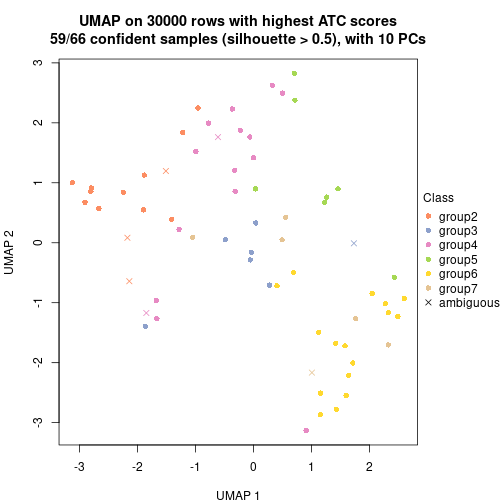 UMAP on 30000 rows with highest ATC scores
59/66 confident samples (silhouette > 0.5), with 10 PCs
3
2
1
0
-1
-2
-3
UMAP 2
-3 -2 -1 0 1 2
UMAP 1
Class
group2
group3
group4
group5
group6
group7
ambiguous